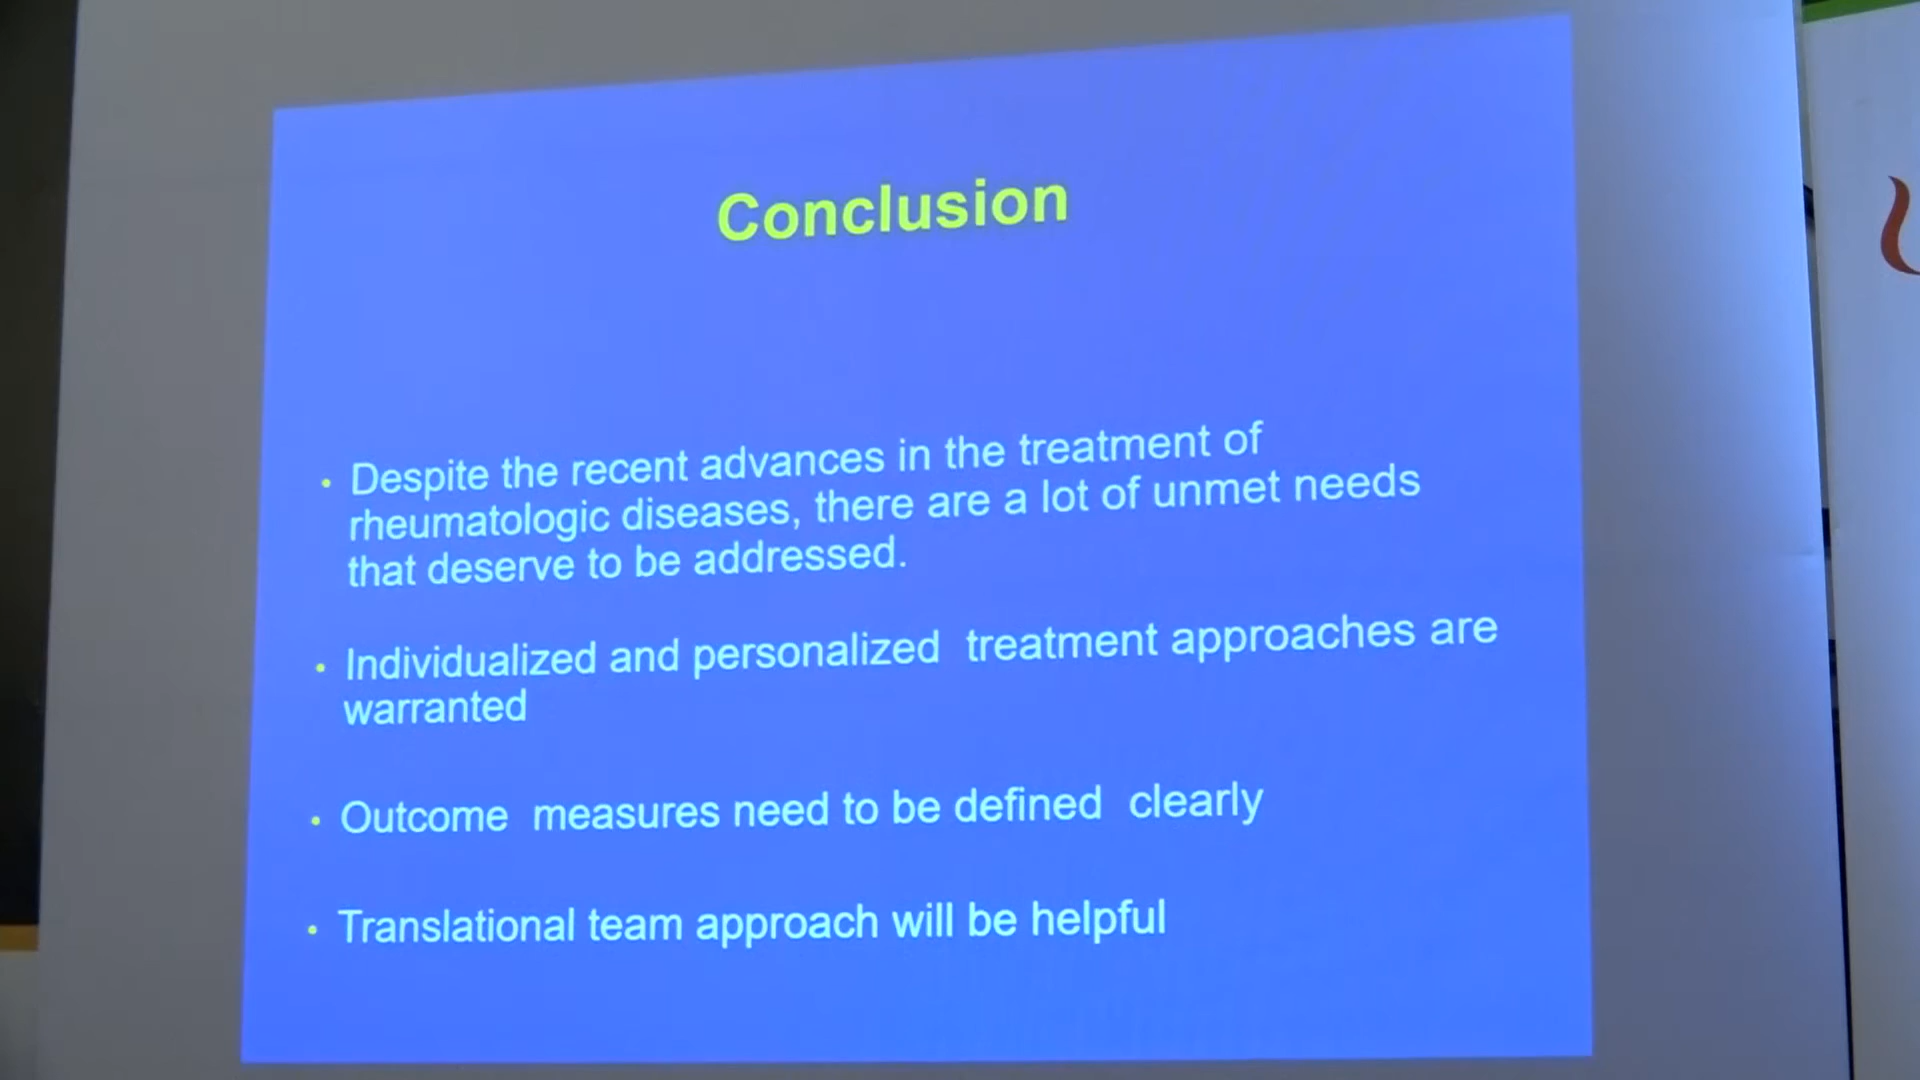 Conclusion
• Despite the recent advances in the treatment of
rheumatologic diseases, there are a lot of unmet needs
that deserve to be addressed.
• Individualized and personalized treatment approaches are
warranted
• Outcome measures need to be defined clearly
• Translational team approach will be helpful